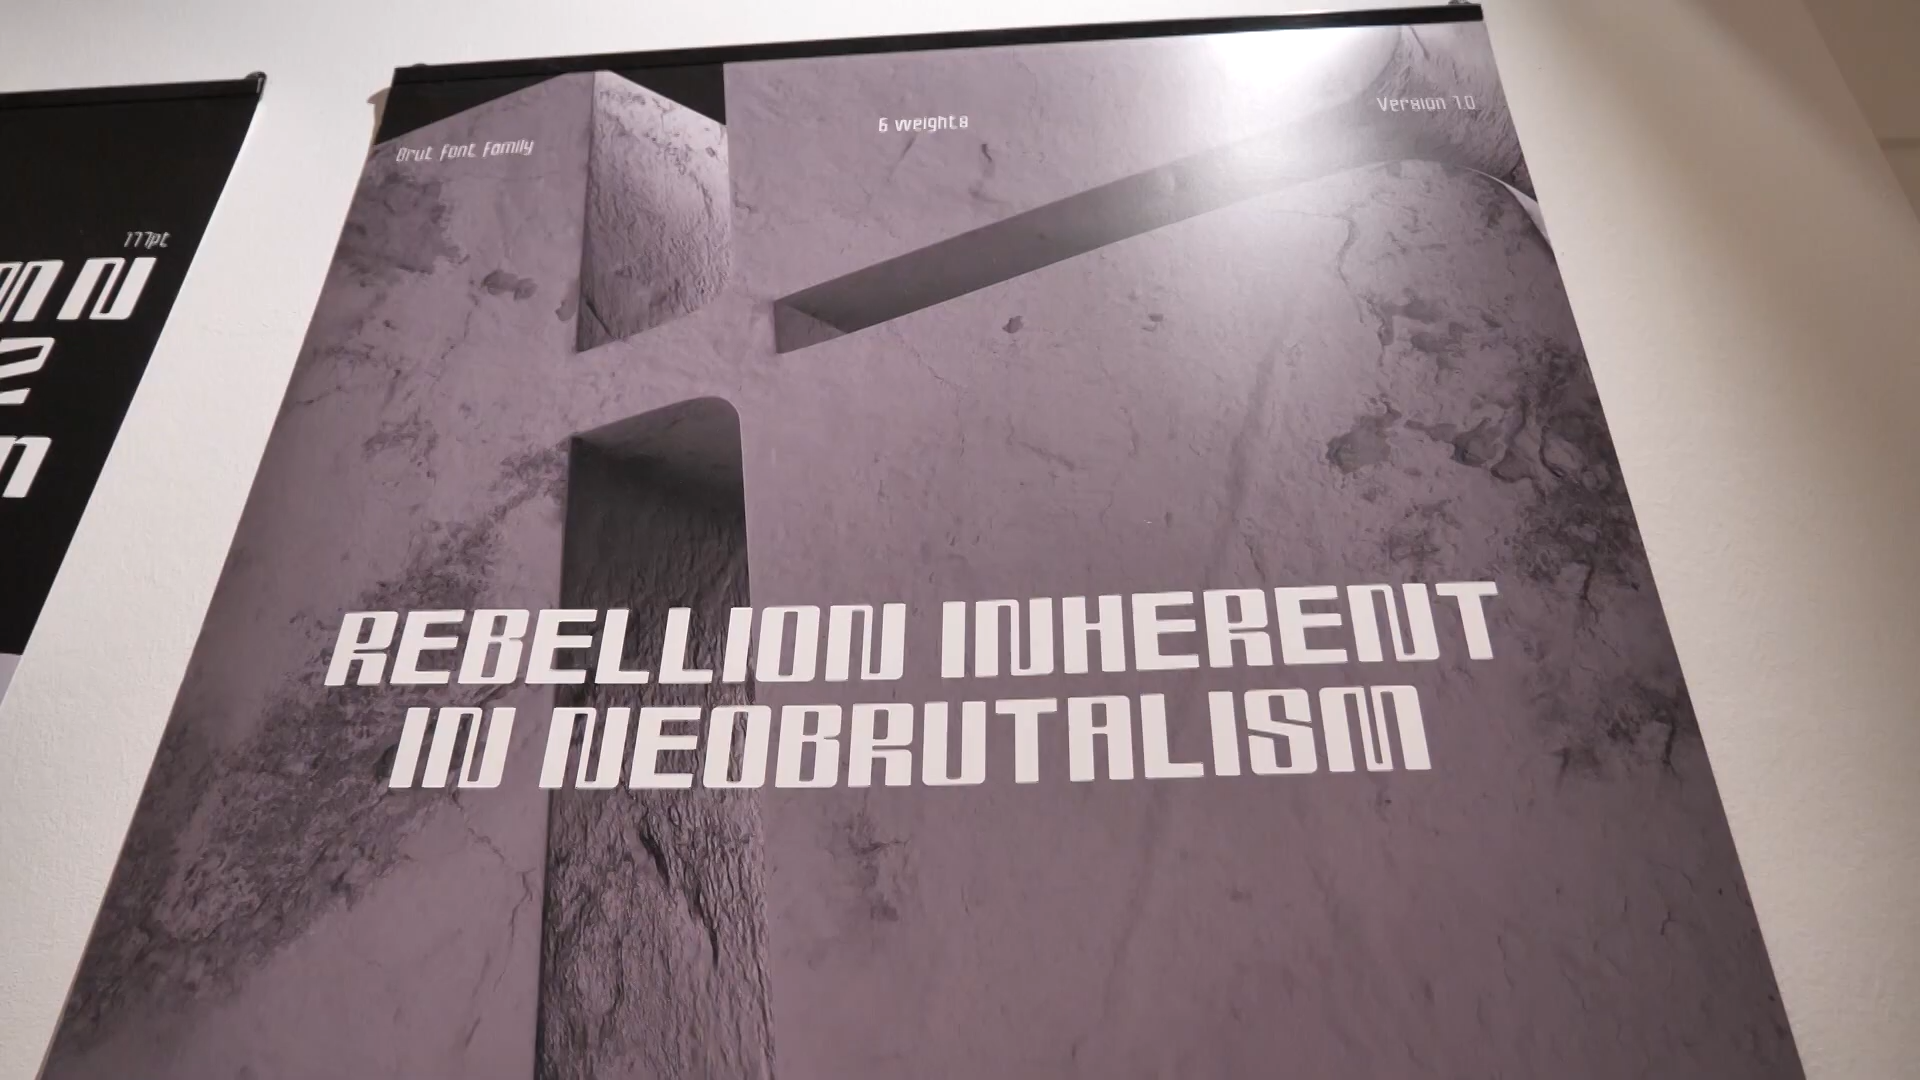 Brut font family
6 weights
Version 1.0
REBELLION INHERENT
IN NEOBRUTALISM
177pt
M N
Z